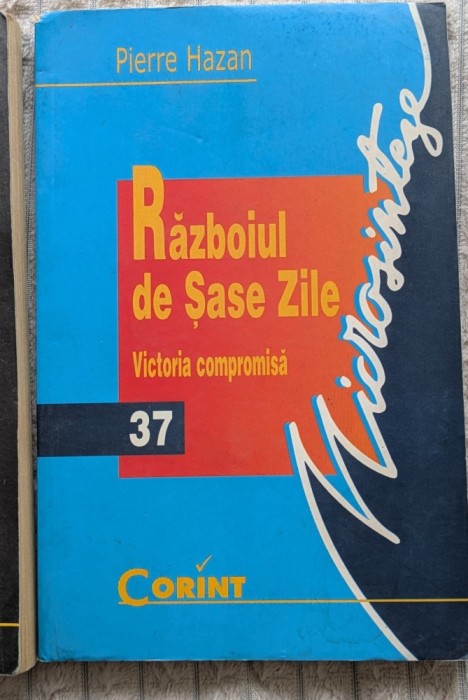 Pierre Hazan
Războiul
de Șase Zile
Victoria compromisă
37
Microsinteze
CORINT